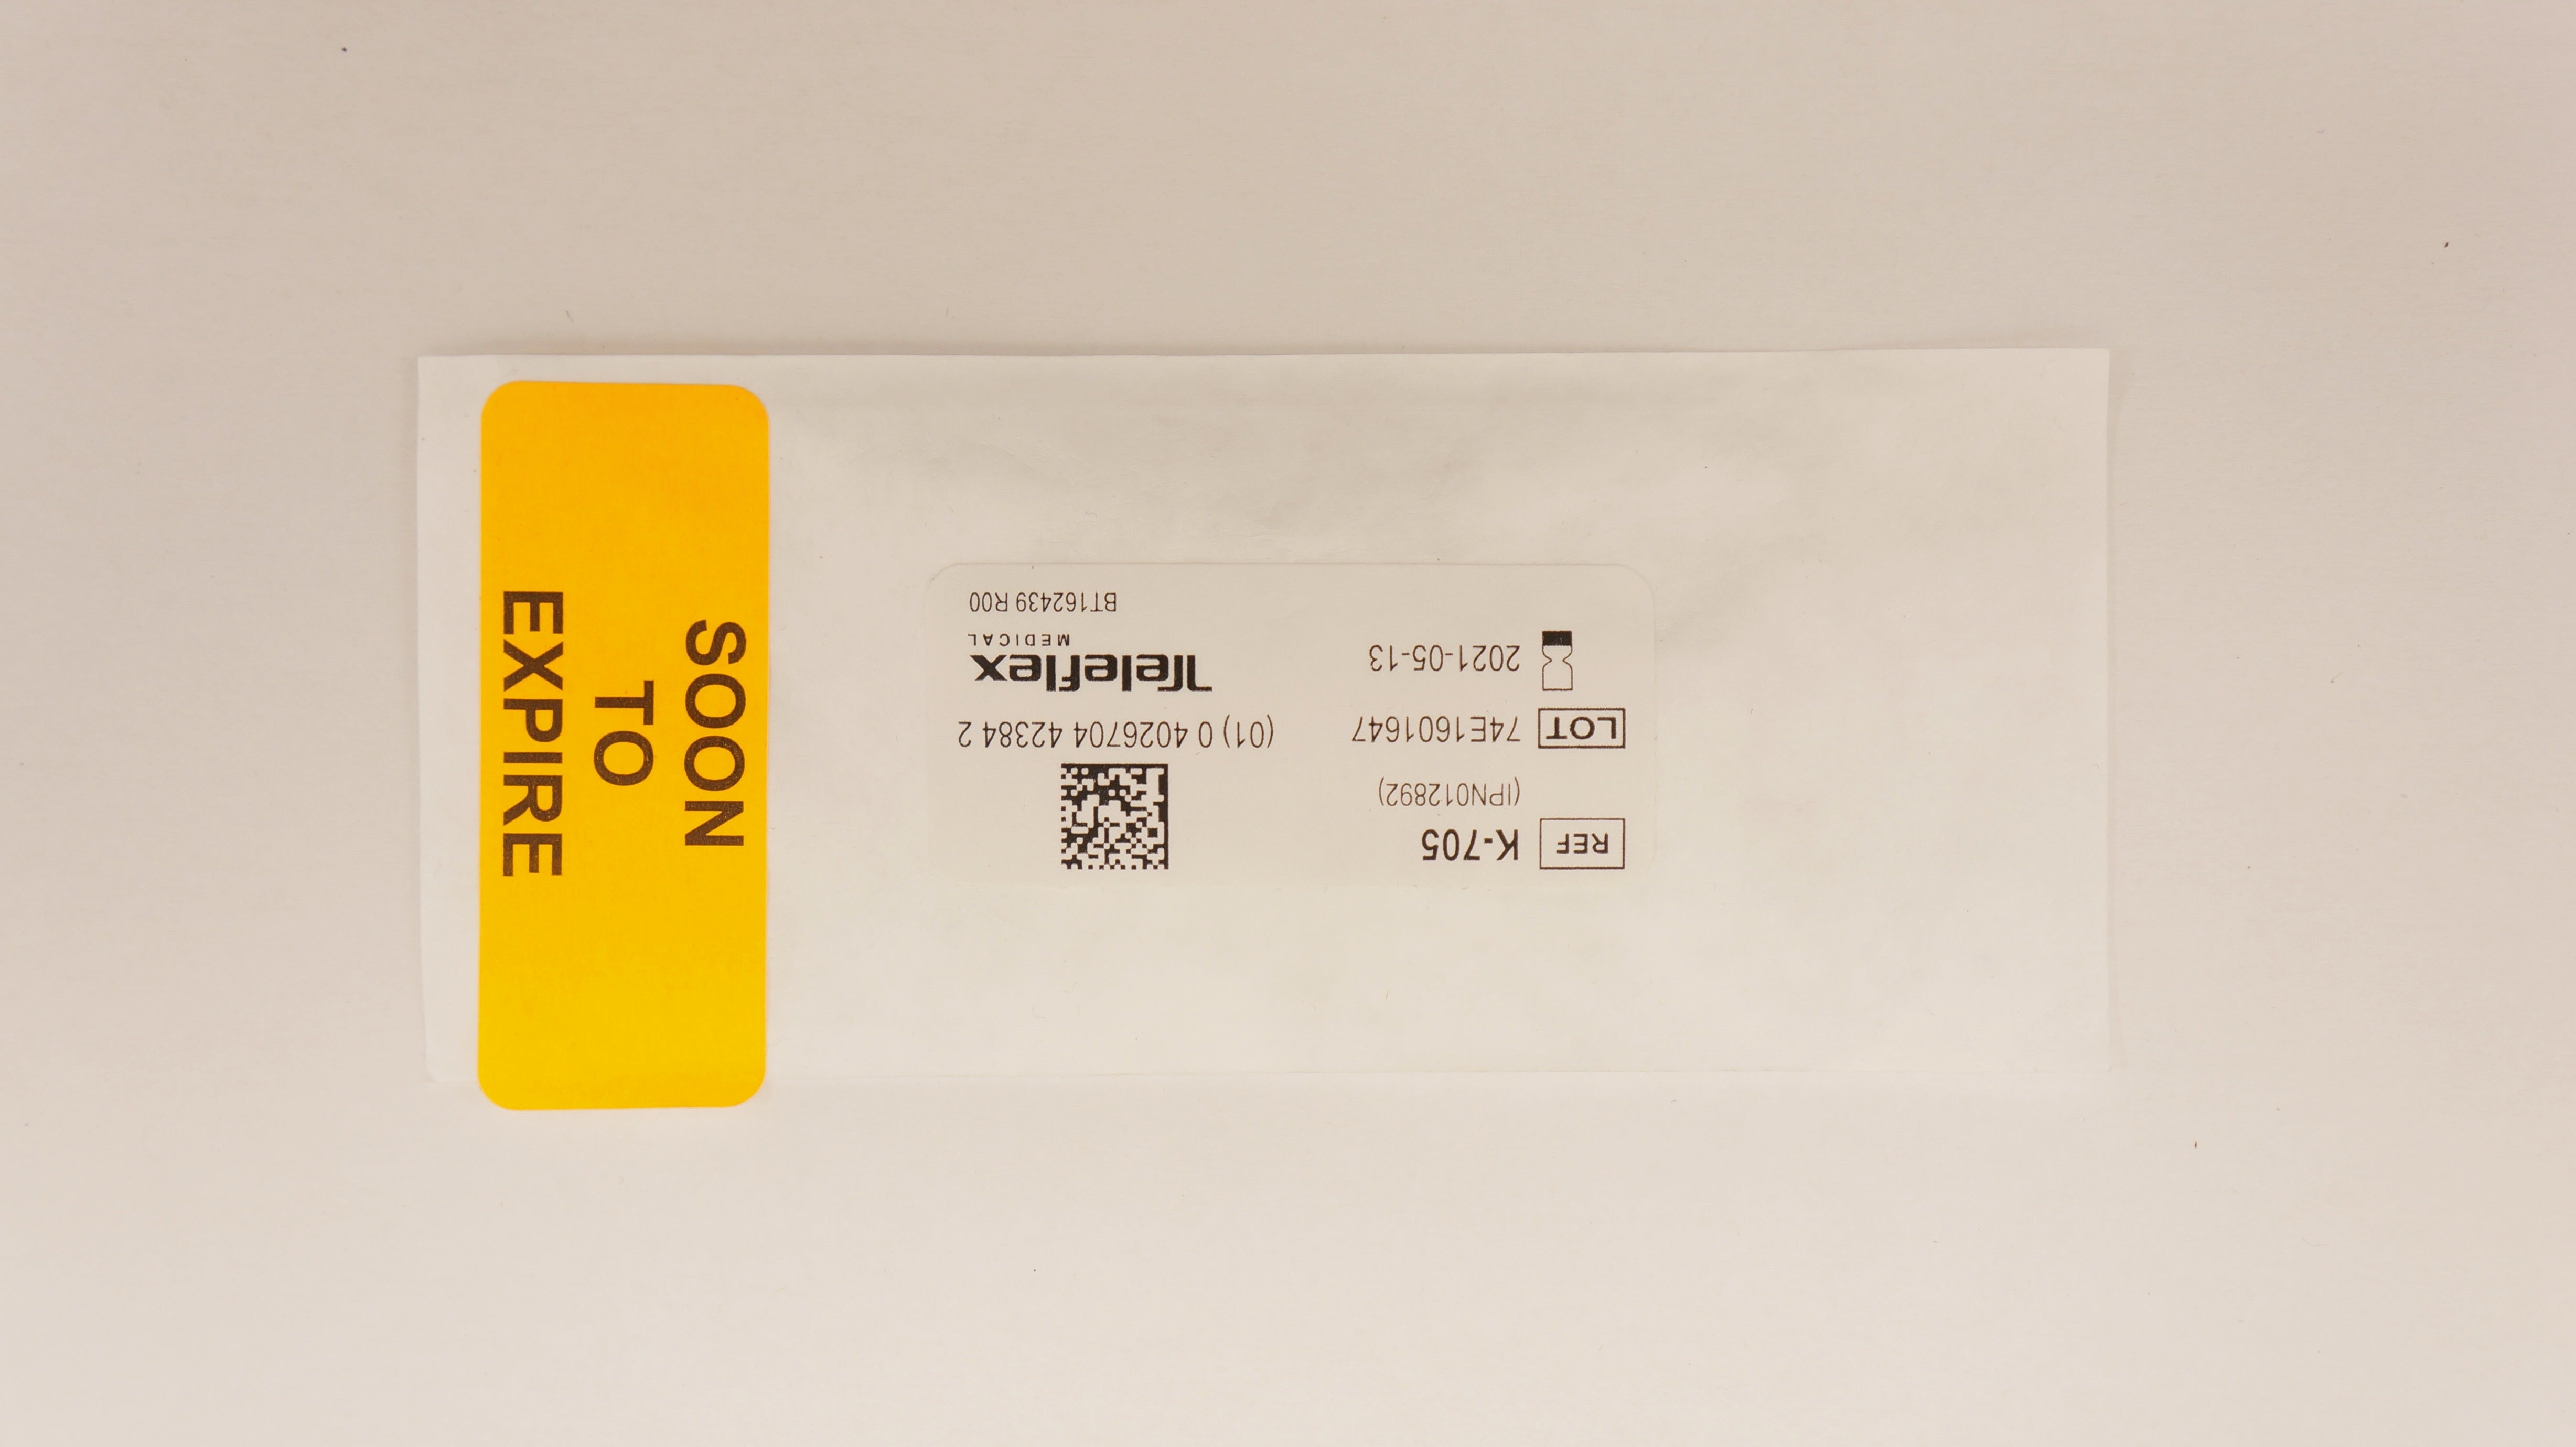 SOON
TO
EXPIRE
REF K-705
(IPN012892)
LOT 74E1601647
2021-05-13
(01) 0 4026704 42384 2
Teleflex
MEDICAL
BT162439 R00